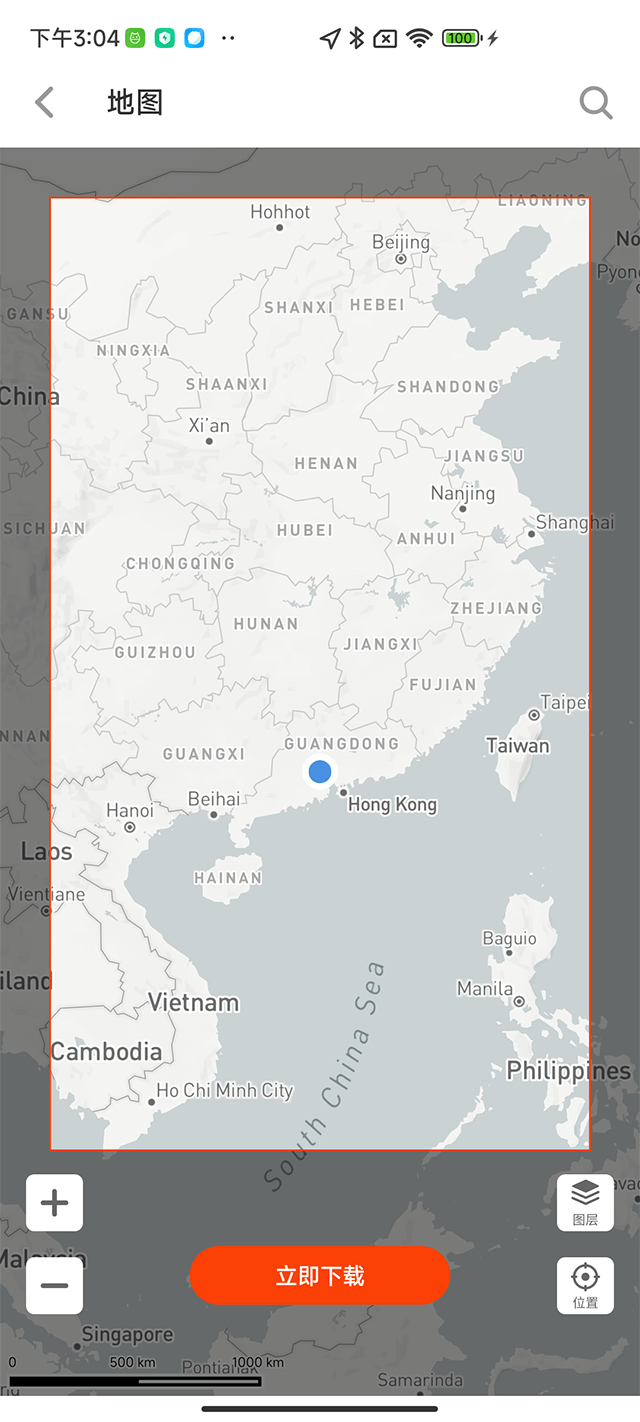 下午3:04
100
地图
Hohhot
LIAONING
Beijing
No
Pyon
SHANXI
HEBEI
GANSU
NINGXIA
SHAANXI
SHANDONG
China
Xi'an
HENAN
JIANGSU
Nanjing
Shanghai
SICHUAN
HUBEI
ANHUI
CHONGQING
ZHEJIANG
HUNAN
JIANGXI
GUIZHOU
FUJIAN
Taipei
NNAN
GUANGDONG
Taiwan
GUANGXI
Beihai
Hong Kong
Hanoi
Laos
HAINAN
Vientiane
Baguio
iland
Manila
Vietnam
Cambodia
Philippines
Ho Chi Minh City
South China Sea
avao
图层
Malaysia
立即下载
位置
Singapore
0
500 km
1000 km
Pontianak
Samarinda